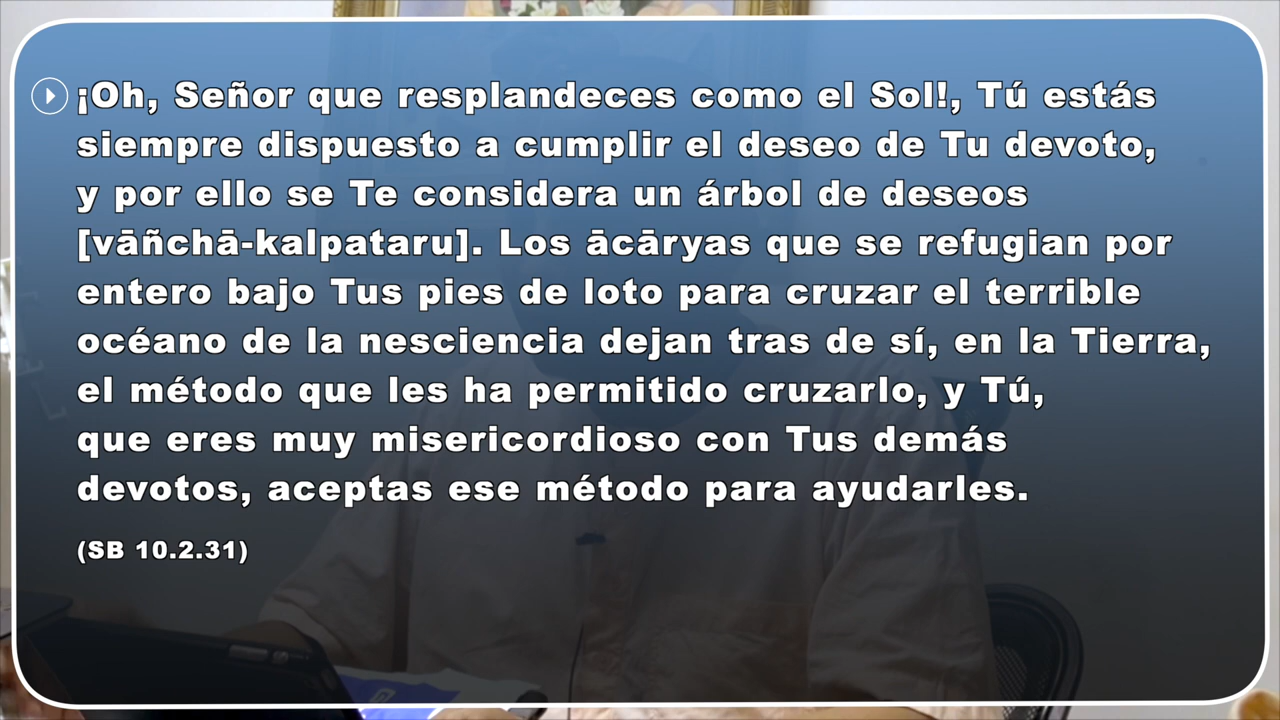 ¡Oh, Señor que resplandeces como el Sol!, Tú estás
siempre dispuesto a cumplir el deseo de Tu devoto,
y por ello se Te considera un árbol de deseos
[vāñchā-kalpataru]. Los ācāryas que se refugian por
entero bajo Tus pies de loto para cruzar el terrible
océano de la nesciencia dejan tras de sí, en la Tierra,
el método que les ha permitido cruzarlo, y Tú,
que eres muy misericordioso con Tus demás
devotos, aceptas ese método para ayudarles.
(SB 10.2.31)